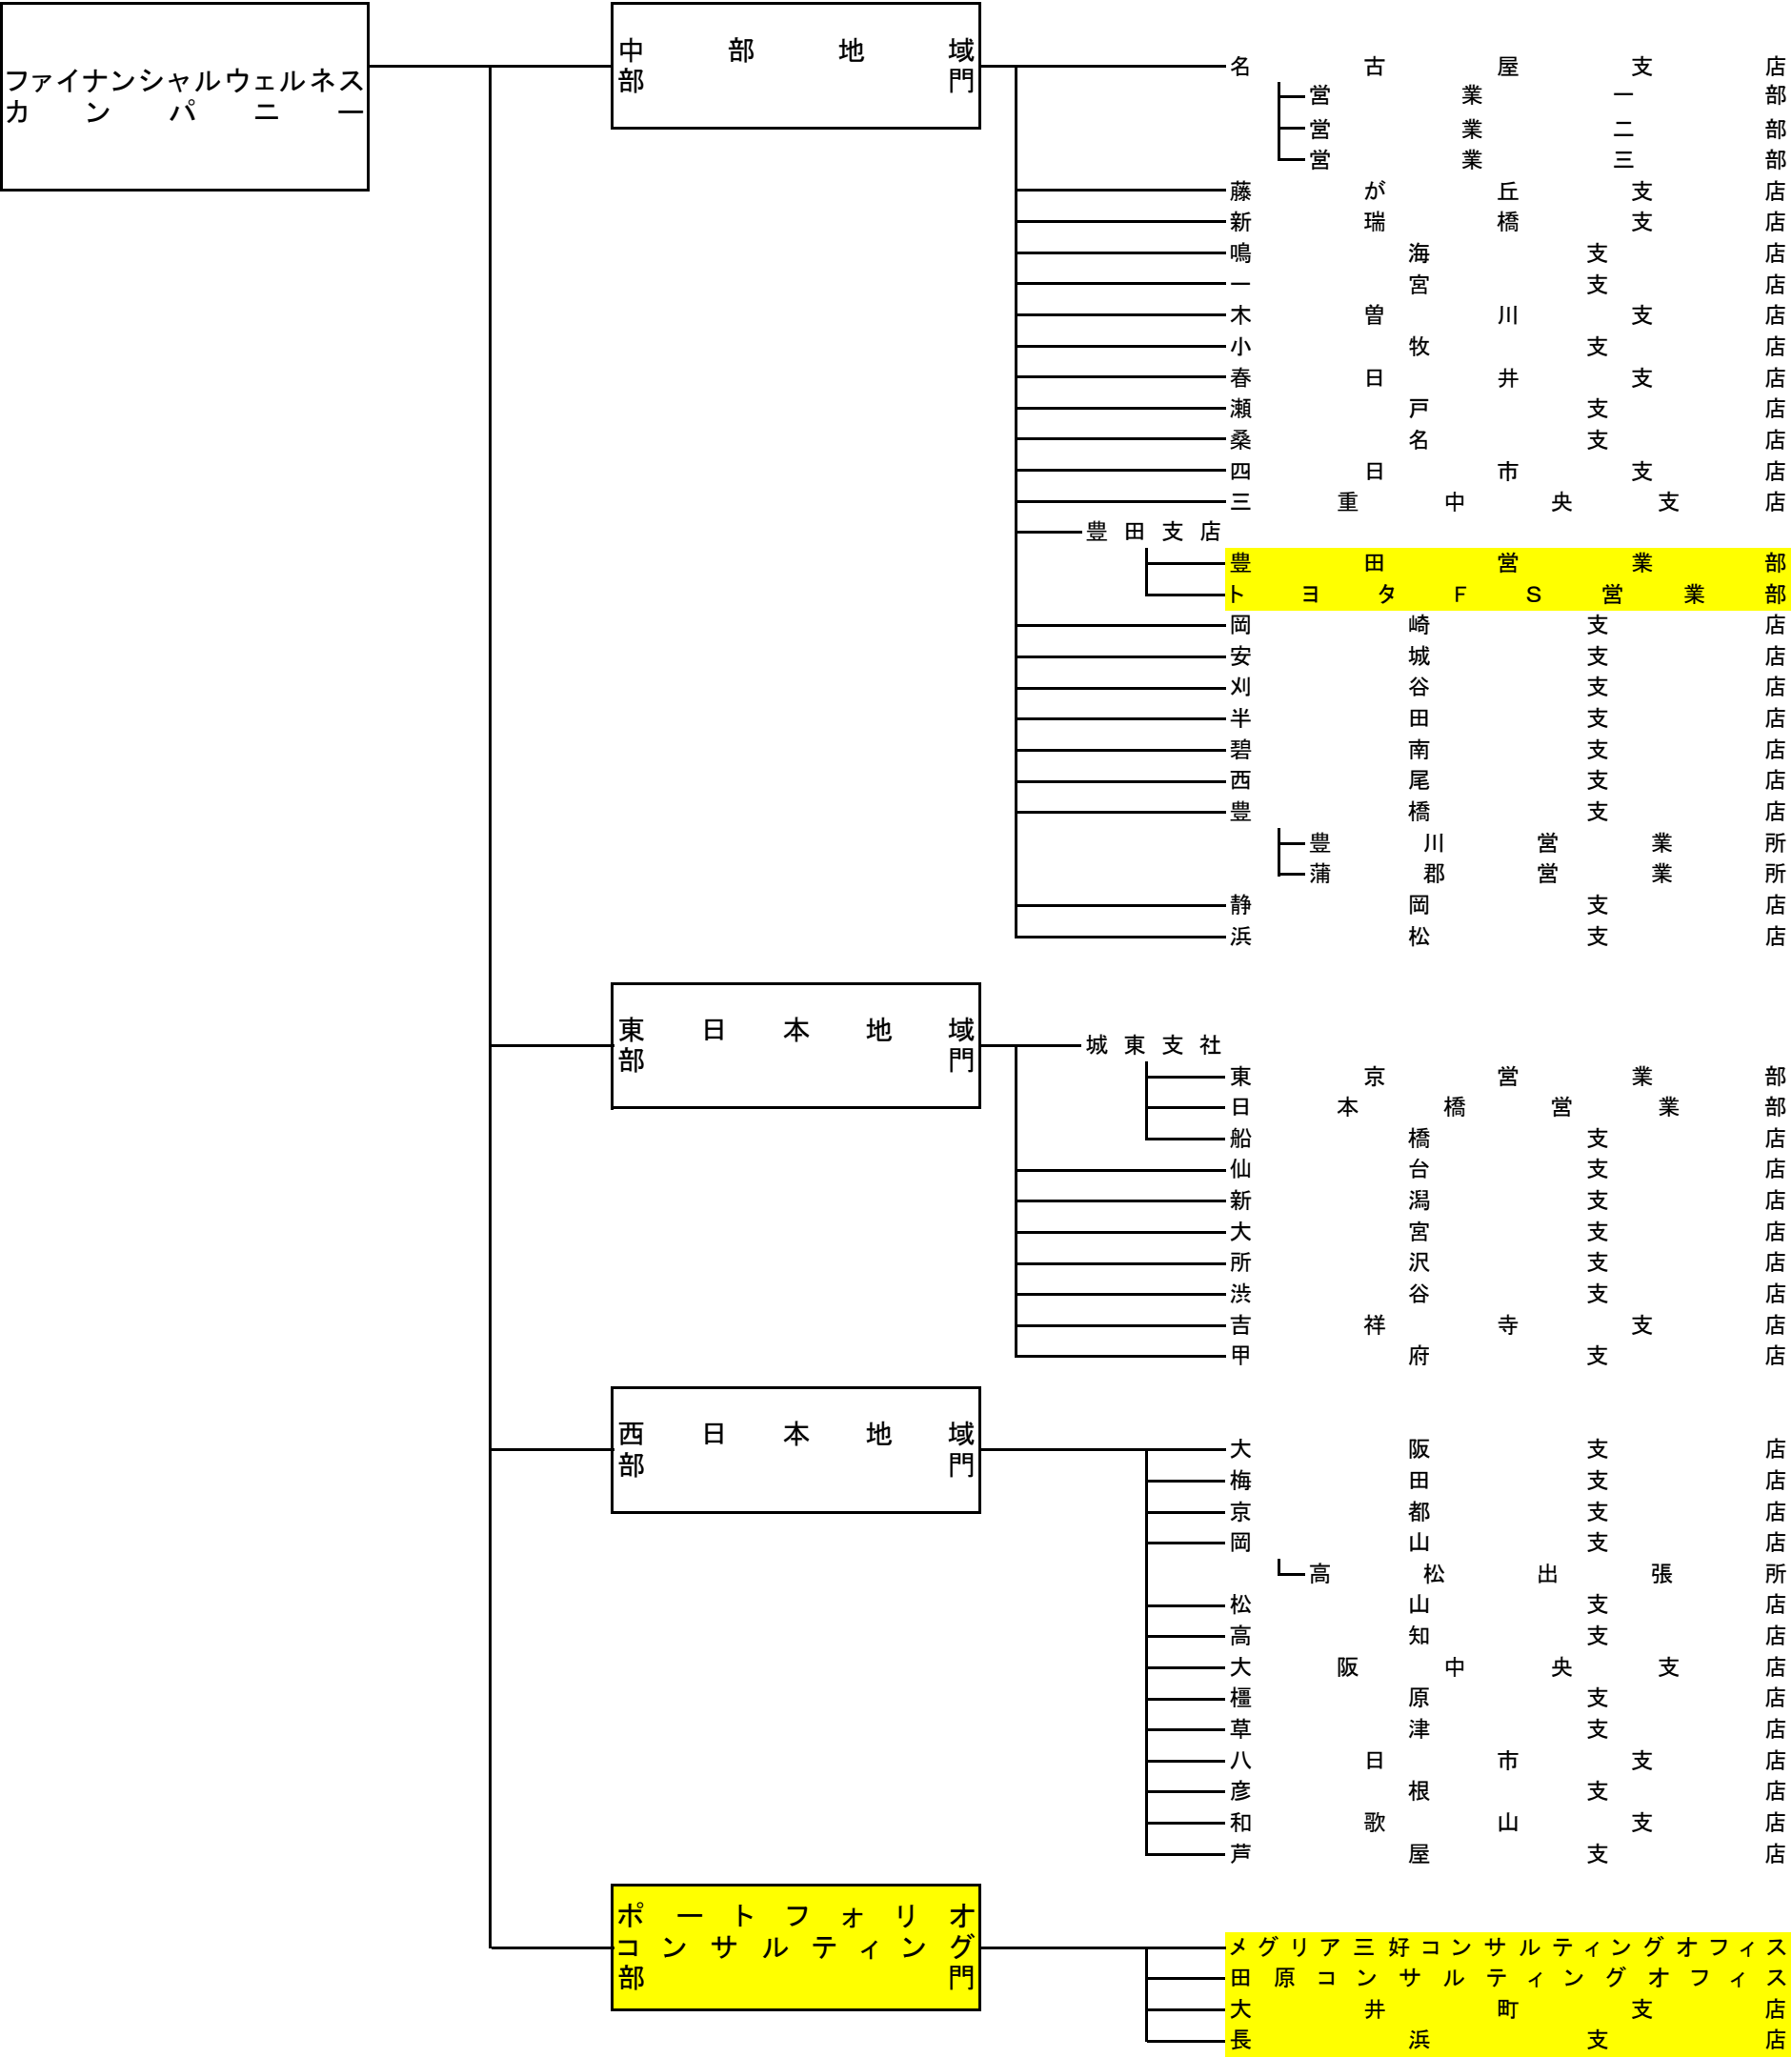 ファイナンシャルウェルネス
カンパニー
中部地域
部門
名古屋支店
営業一部
営業二部
営業三部
藤が丘支店
新瑞橋支店
鳴海支店
一宮支店
木曽川支店
小牧支店
春日井支店
瀬戸支店
桑名支店
四日市支店
三重中央支店
豊田支店
豊田営業部
トヨタFS営業部
岡崎支店
安城支店
刈谷支店
半田支店
碧南支店
西尾支店
豊橋支店
豊川営業所
蒲郡営業所
静岡支店
浜松支店
東日本地域
部門
城東支社
東京営業部
日本橋営業部
船橋支店
仙台支店
新潟支店
大宮支店
所沢支店
渋谷支店
吉祥寺支店
甲府支店
西日本地域
部門
大阪支店
梅田支店
京都支店
岡山支店
高松出張所
松山支店
高知支店
大阪中央支店
橿原支店
草津支店
八日市支店
彦根支店
和歌山支店
芦屋支店
ポートフォリオ
コンサルティング
部門
メグリア三好コンサルティングオフィス
田原コンサルティングオフィス
大井町支店
長浜支店